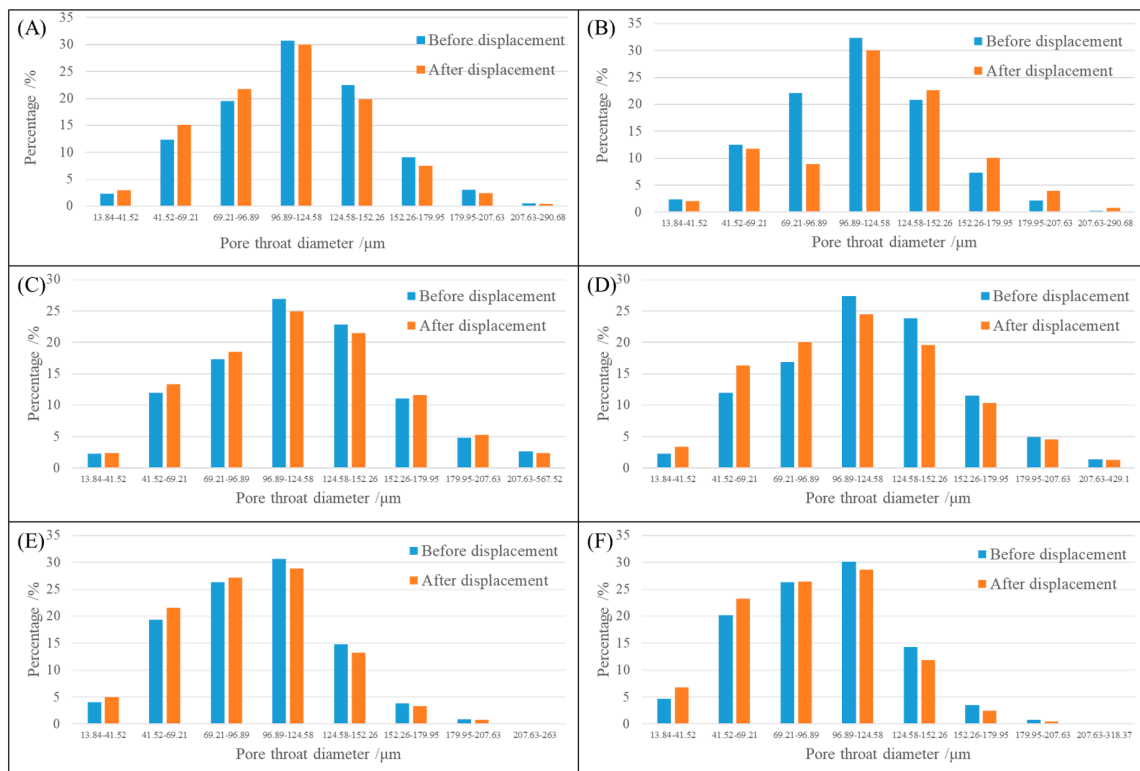 (A)
35
30
25
20
15
10
5
0
Percentage /%
Before displacement
After displacement
13.84-41.52 41.52-69.21 69.21-96.89 96.89-124.58 124.58-152.26 152.26-179.95 179.95-207.63 207.63-290.68
Pore throat diameter /μm
(B)
35
30
25
20
15
10
5
0
Percentage /%
Before displacement
After displacement
13.84-41.52 41.52-69.21 69.21-96.89 96.89-124.58 124.58-152.26 152.26-179.95 179.95-207.63 207.63-290.68
Pore throat diameter /μm
(C)
30
25
20
15
10
5
0
Percentage /%
Before displacement
After displacement
13.84-41.52 41.52-69.21 69.21-96.89 96.89-124.58 124.58-152.26 152.26-179.95 179.95-207.63 207.63-567.52
Pore throat diameter /μm
(D)
30
25
20
15
10
5
0
Percentage /%
Before displacement
After displacement
13.84-41.52 41.52-69.21 69.21-96.89 96.89-124.58 124.58-152.26 152.26-179.95 179.95-207.63 207.63-429.1
Pore throat diameter /μm
(E)
35
30
25
20
15
10
5
0
Percentage /%
Before displacement
After displacement
13.84-41.52 41.52-69.21 69.21-96.89 96.89-124.58 124.58-152.26 152.26-179.95 179.95-207.63 207.63-263
Pore throat diameter /μm
(F)
35
30
25
20
15
10
5
0
Percentage /%
Before displacement
After displacement
13.84-41.52 41.52-69.21 69.21-96.89 96.89-124.58 124.58-152.26 152.26-179.95 179.95-207.63 207.63-318.37
Pore throat diameter /μm